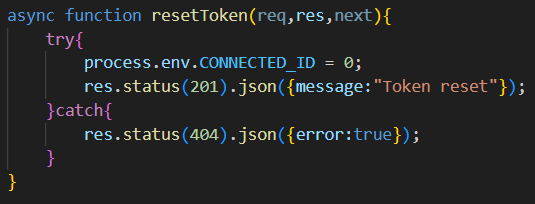 async function resetToken(req,res,next){
    try{
        process.env.CONNECTED_ID = 0;
        res.status(201).json({message:"Token reset"});
    }catch{
        res.status(404).json({error:true});
    }
}